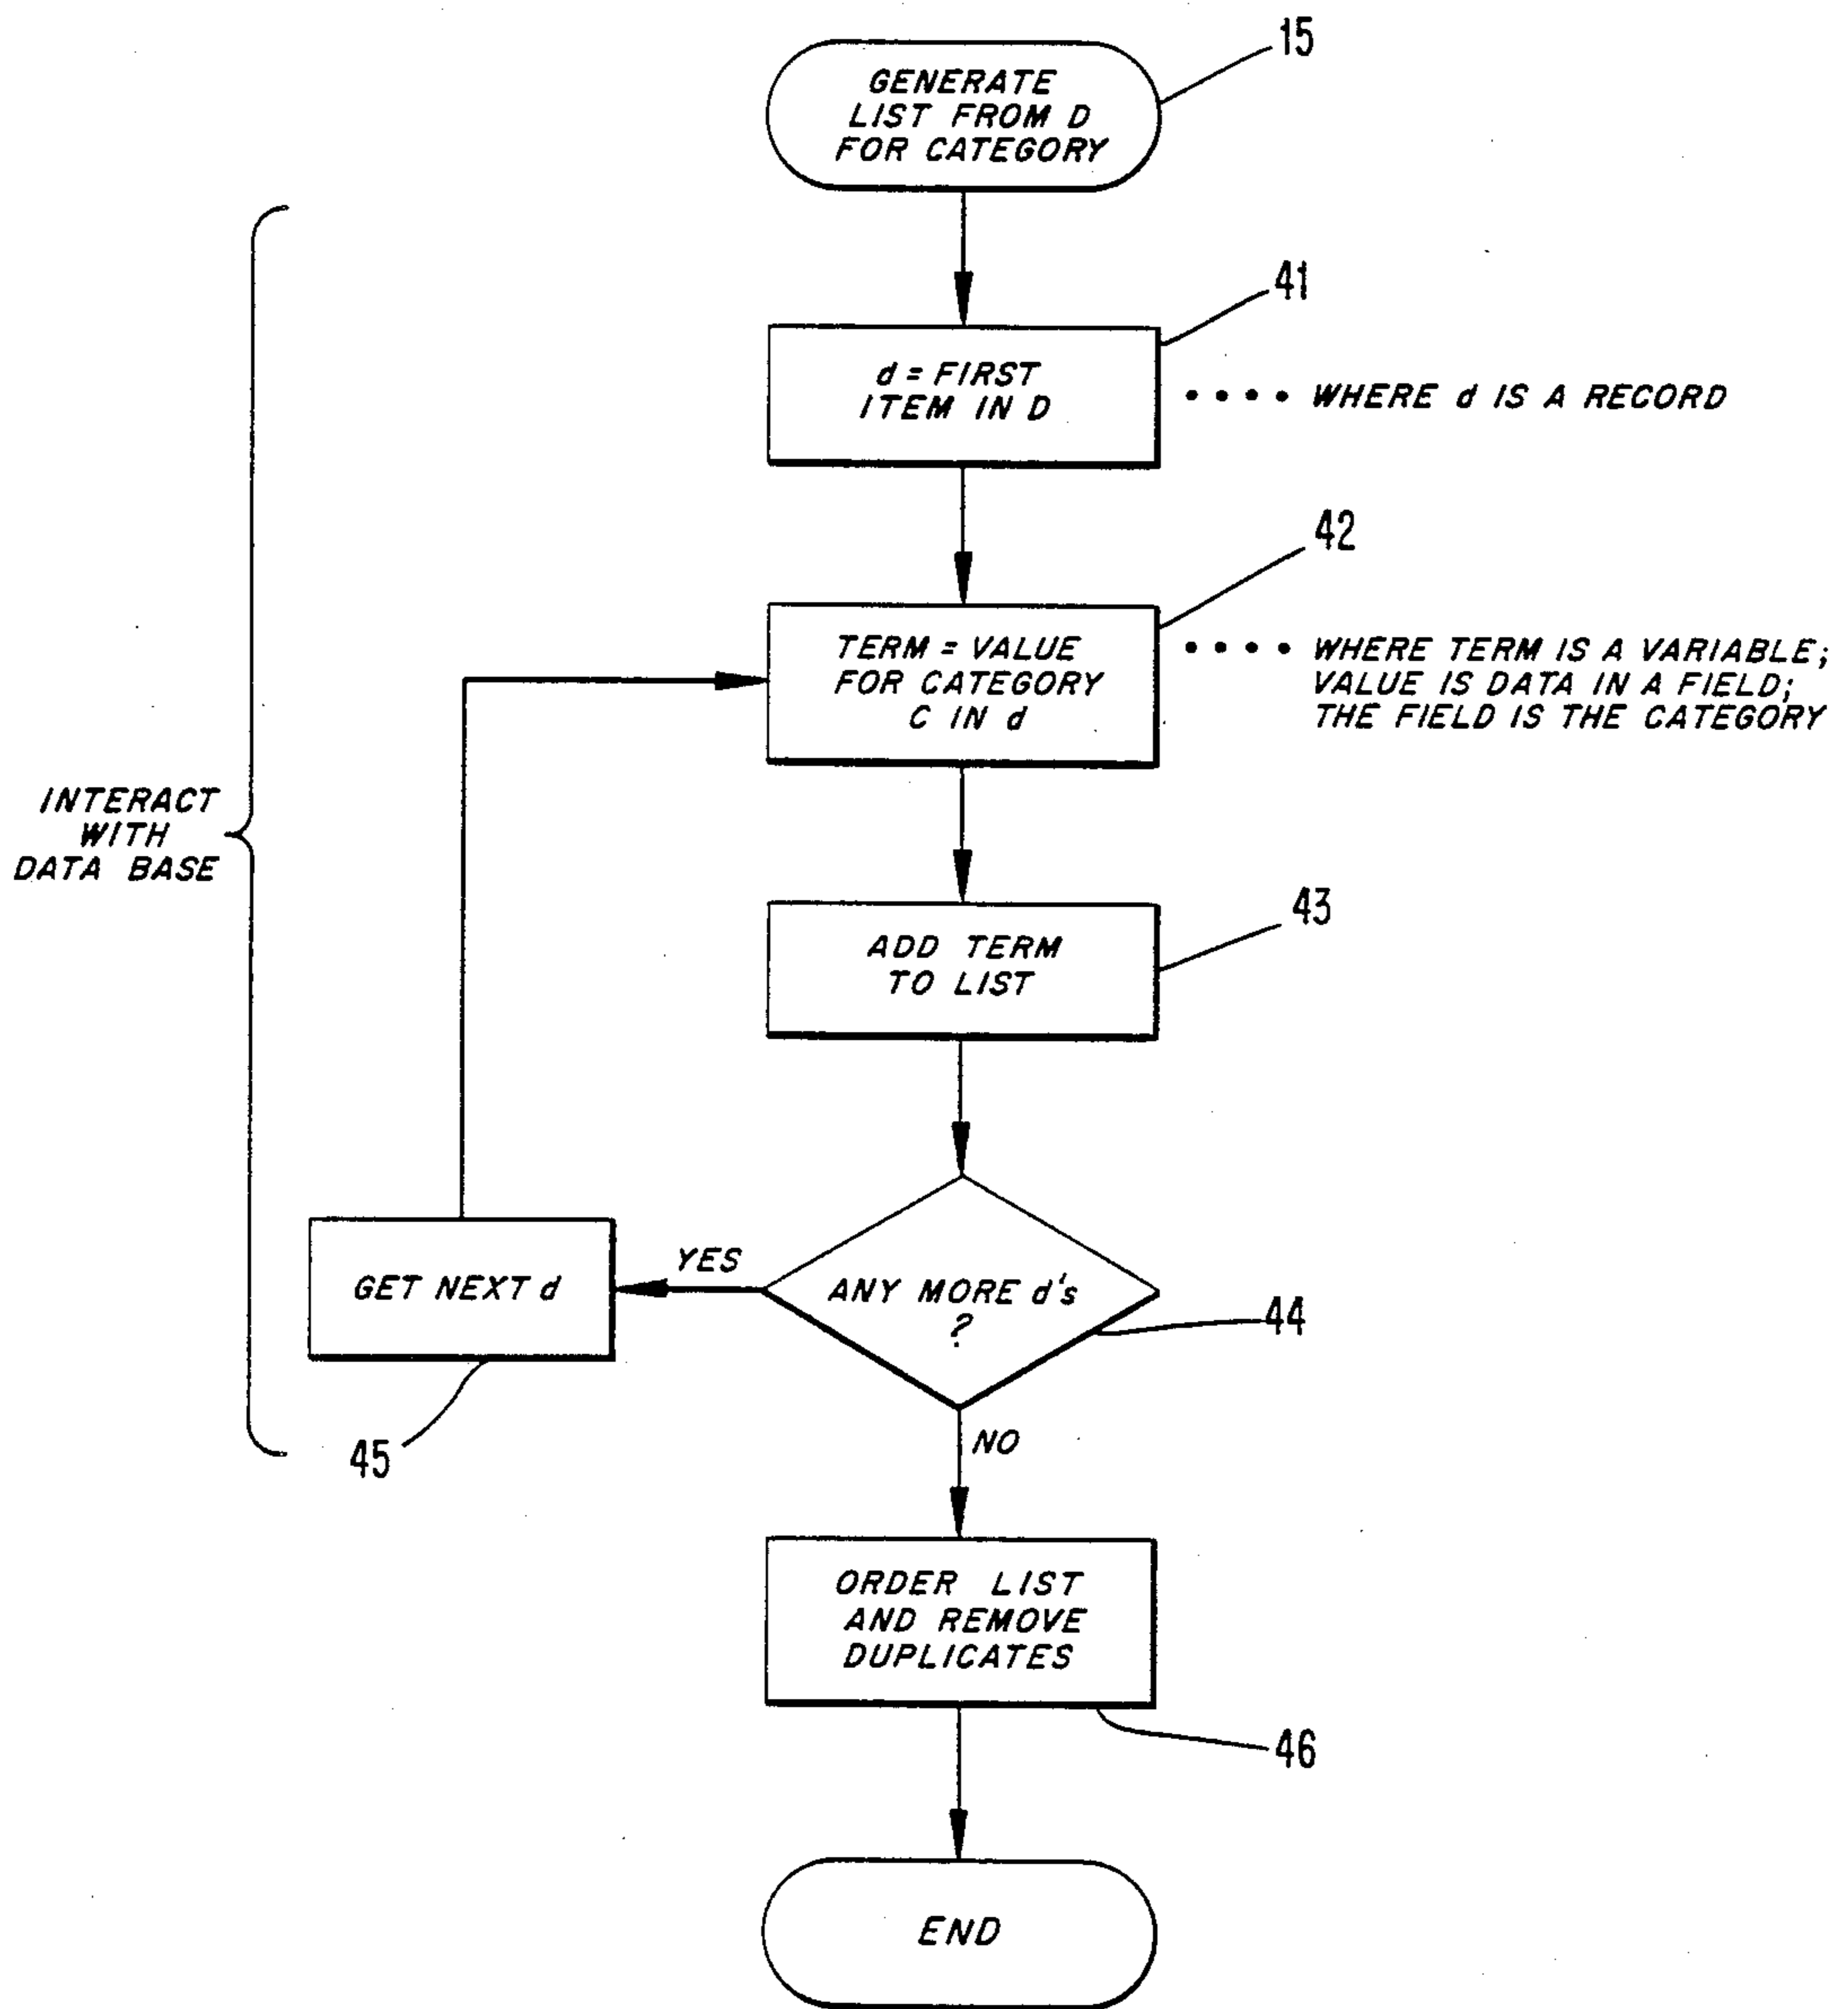 15
GENERATE
LIST FROM D
FOR CATEGORY
41
d = FIRST
ITEM IN D
•••• WHERE d IS A RECORD
42
TERM = VALUE
FOR CATEGORY
C IN d
•••• WHERE TERM IS A VARIABLE;
VALUE IS DATA IN A FIELD;
THE FIELD IS THE CATEGORY
INTERACT
WITH
DATA BASE
43
ADD TERM
TO LIST
YES
GET NEXT d
45
ANY MORE d's
?
44
NO
ORDER LIST
AND REMOVE
DUPLICATES
46
END